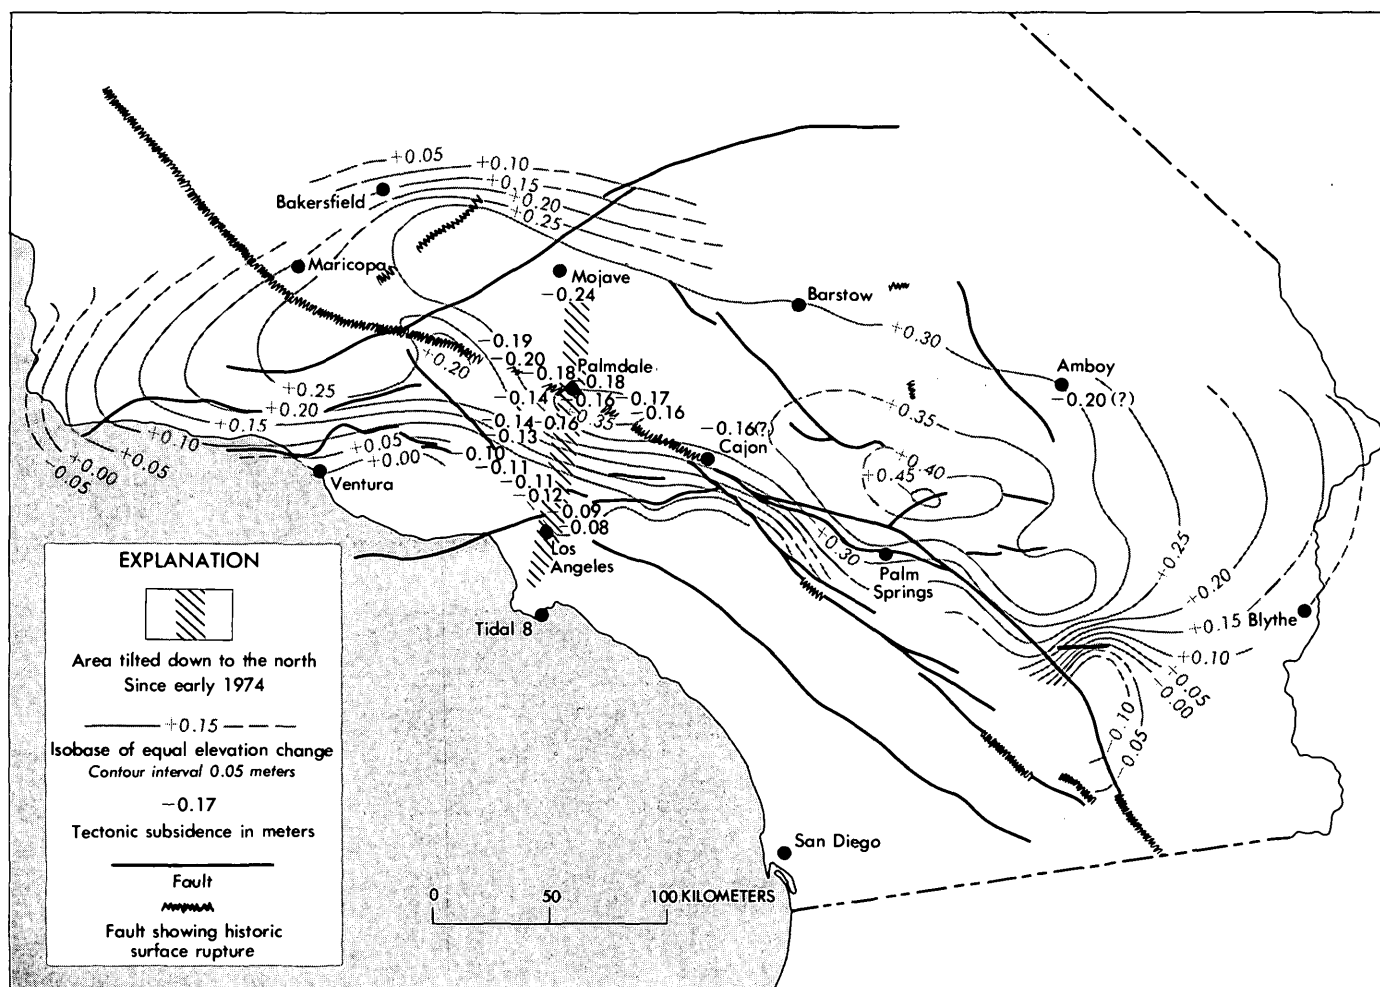 +0.05
+0.10
+0.15
+0.20
+0.25
Bakersfield
Maricopa
Mojave
−0.24
Barstow
+0.30
Amboy
−0.20(?)
−0.19
−0.20
−0.18
Palmdale
−0.18
+0.20
−0.14
−0.16
−0.17
−0.16
+0.25
+0.20
+0.15
+0.10
+0.05
+0.00
−0.05
0.35
−0.14
−0.16
−0.13
−0.16(?)
Cajon
+0.35
+0.40
+0.45
+0.05
+0.00
−0.10
−0.11
−0.11
−0.12
Ventura
0.09
−0.08
Los
Angeles
Tidal 8
+0.30
Palm
Springs
+0.25
+0.20
+0.15
Blythe
+0.10
+0.05
−0.00
−0.10
−0.05
San Diego
EXPLANATION
Area tilted down to the north
Since early 1974
+0.15
Isobase of equal elevation change
Contour interval 0.05 meters
−0.17
Tectonic subsidence in meters
Fault
Fault showing historic
surface rupture
0 50 100 KILOMETERS